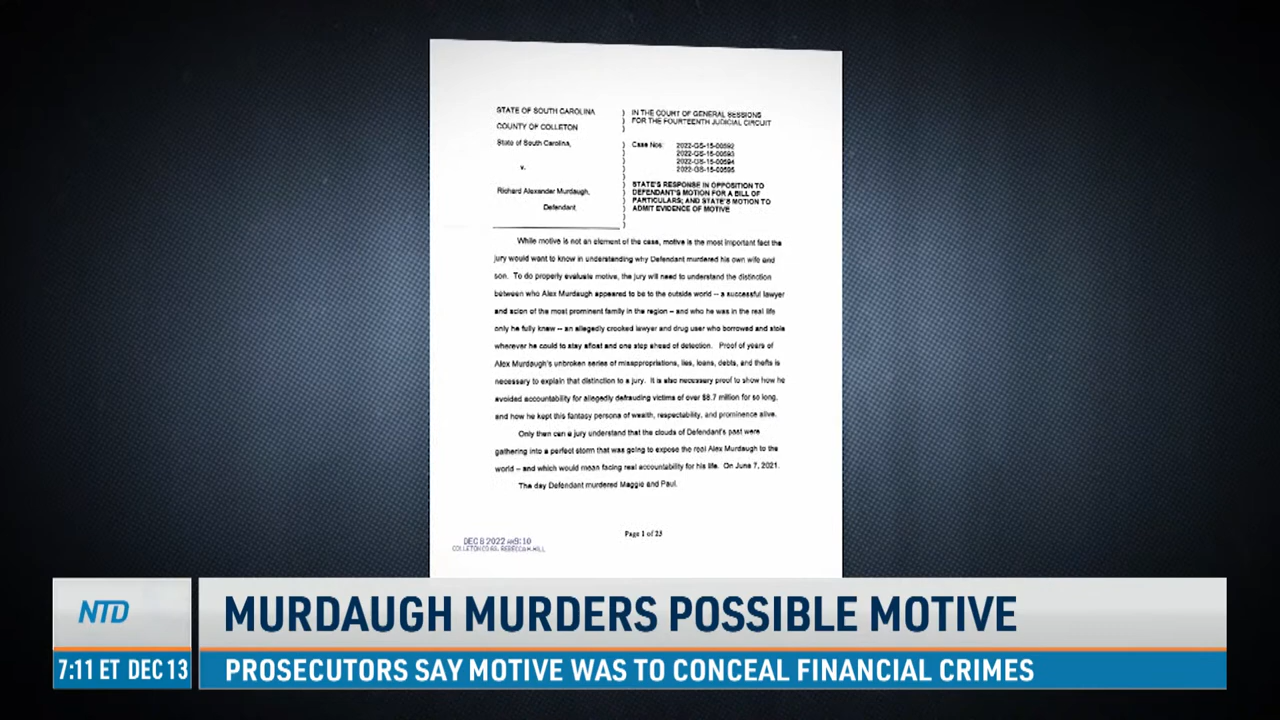 STATE OF SOUTH CAROLINA
COUNTY OF COLLETON
State of South Carolina,
v.
Richard Alexander Murdaugh,
Defendant.
) IN THE COURT OF GENERAL SESSIONS
) FOR THE FOURTEENTH JUDICIAL CIRCUIT
Case Nos: 2022-GS-15-00592
2022-GS-15-00593
2022-GS-15-00594
2022-GS-15-00595
STATE'S RESPONSE IN OPPOSITION TO
DEFENDANT'S MOTION FOR A BILL OF
PARTICULARS; AND STATE'S MOTION TO
ADMIT EVIDENCE OF MOTIVE
While motive is not an element of the case, motive is the most important fact the
jury would want to know in understanding why Defendant murdered his own wife and
son. To do properly evaluate motive, the jury will need to understand the distinction
between who Alex Murdaugh appeared to be to the outside world -- a successful lawyer
and scion of the most prominent family in the region -- and who he was in the real life
only he fully knew -- an allegedly crooked lawyer and drug user who borrowed and stole
wherever he could to stay afloat and one step ahead of detection. Proof of years of
Alex Murdaugh's unbroken series of misappropriations, lies, loans, debts, and thefts is
necessary to explain that distinction to a jury. It is also necessary proof to show how he
avoided accountability for allegedly defrauding victims of over $8.7 million for so long,
and how he kept this fantasy persona of wealth, respectability, and prominence alive.
Only then can a jury understand that the clouds of Defendant's past were
gathering into a perfect storm that was going to expose the real Alex Murdaugh to the
world -- and which would mean facing real accountability for his life. On June 7, 2021.
The day Defendant murdered Maggie and Paul.
Page 1 of 23
DEC 8 2022 AM9:10
COLLETON CO GS, REBECCA H. HILL
NTD
MURDAUGH MURDERS POSSIBLE MOTIVE
7:11 ET DEC 13
PROSECUTORS SAY MOTIVE WAS TO CONCEAL FINANCIAL CRIMES